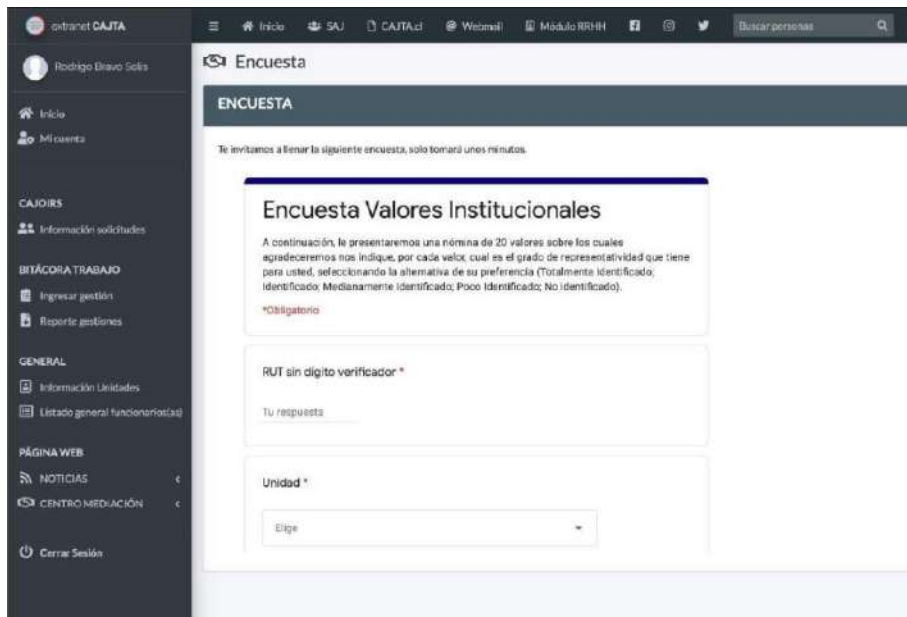 extranet CAJTA
Inicio
SAJ
CAJTA.cl
Webmail
Módulo RRHH
Buscar personas
Rodrigo Bravo Solis
Inicio
Mi cuenta
CAJOIRS
Información solicitudes
BITÁCORA TRABAJO
Ingresar gestión
Reporte gestiones
GENERAL
Información Unidades
Listado general funcionarios(as)
PÁGINA WEB
NOTICIAS
CENTRO MEDIACIÓN
Cerrar Sesión
Encuesta
ENCUESTA
Te invitamos a llenar la siguiente encuesta, solo tomará unos minutos.
Encuesta Valores Institucionales
A continuación, le presentaremos una nómina de 20 valores sobre los cuales
agradeceremos nos indique, por cada valor, cual es el grado de representatividad que tiene
para usted, seleccionando la alternativa de su preferencia (Totalmente Identificado;
Identificado; Medianamente Identificado; Poco Identificado; No identificado).
*Obligatorio
RUT sin dígito verificador *
Tu respuesta
Unidad *
Elige